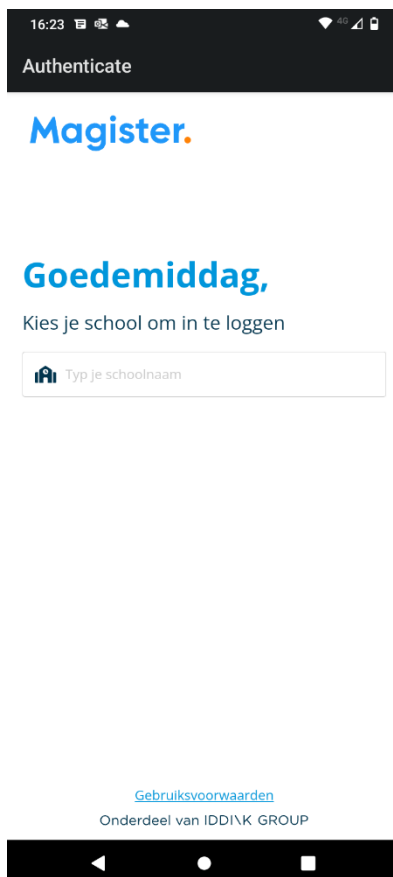 16:23
4G
Authenticate
Magister.
Goedemiddag,
Kies je school om in te loggen
Typ je schoolnaam
Gebruiksvoorwaarden
Onderdeel van IDDI\K GROUP